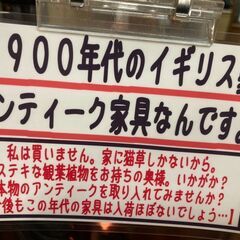 900年代のイギリス
ンティーク家具なんです。
私は買いません。家に猫草しかないから。
ステキな観葉植物をお持ちの奥様。いかがか?
本物のアンティークを取り入れてみませんか?
後もこの年代の家具は入荷ほぼないでしょう…】